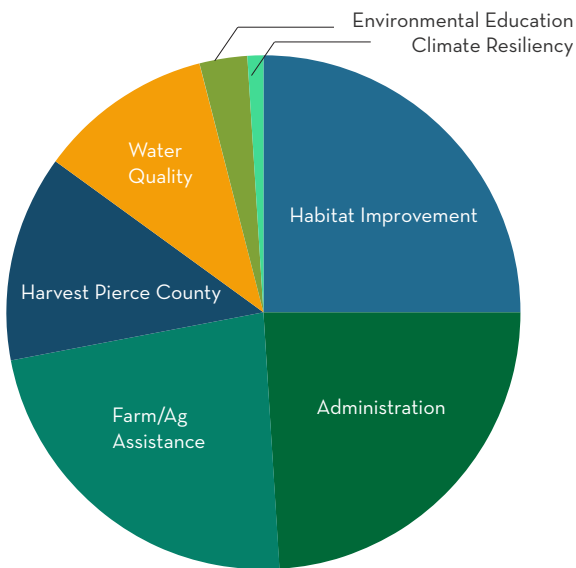 Environmental Education
Climate Resiliency
Water
Quality
Habitat Improvement
Harvest Pierce County
Farm/Ag
Assistance
Administration